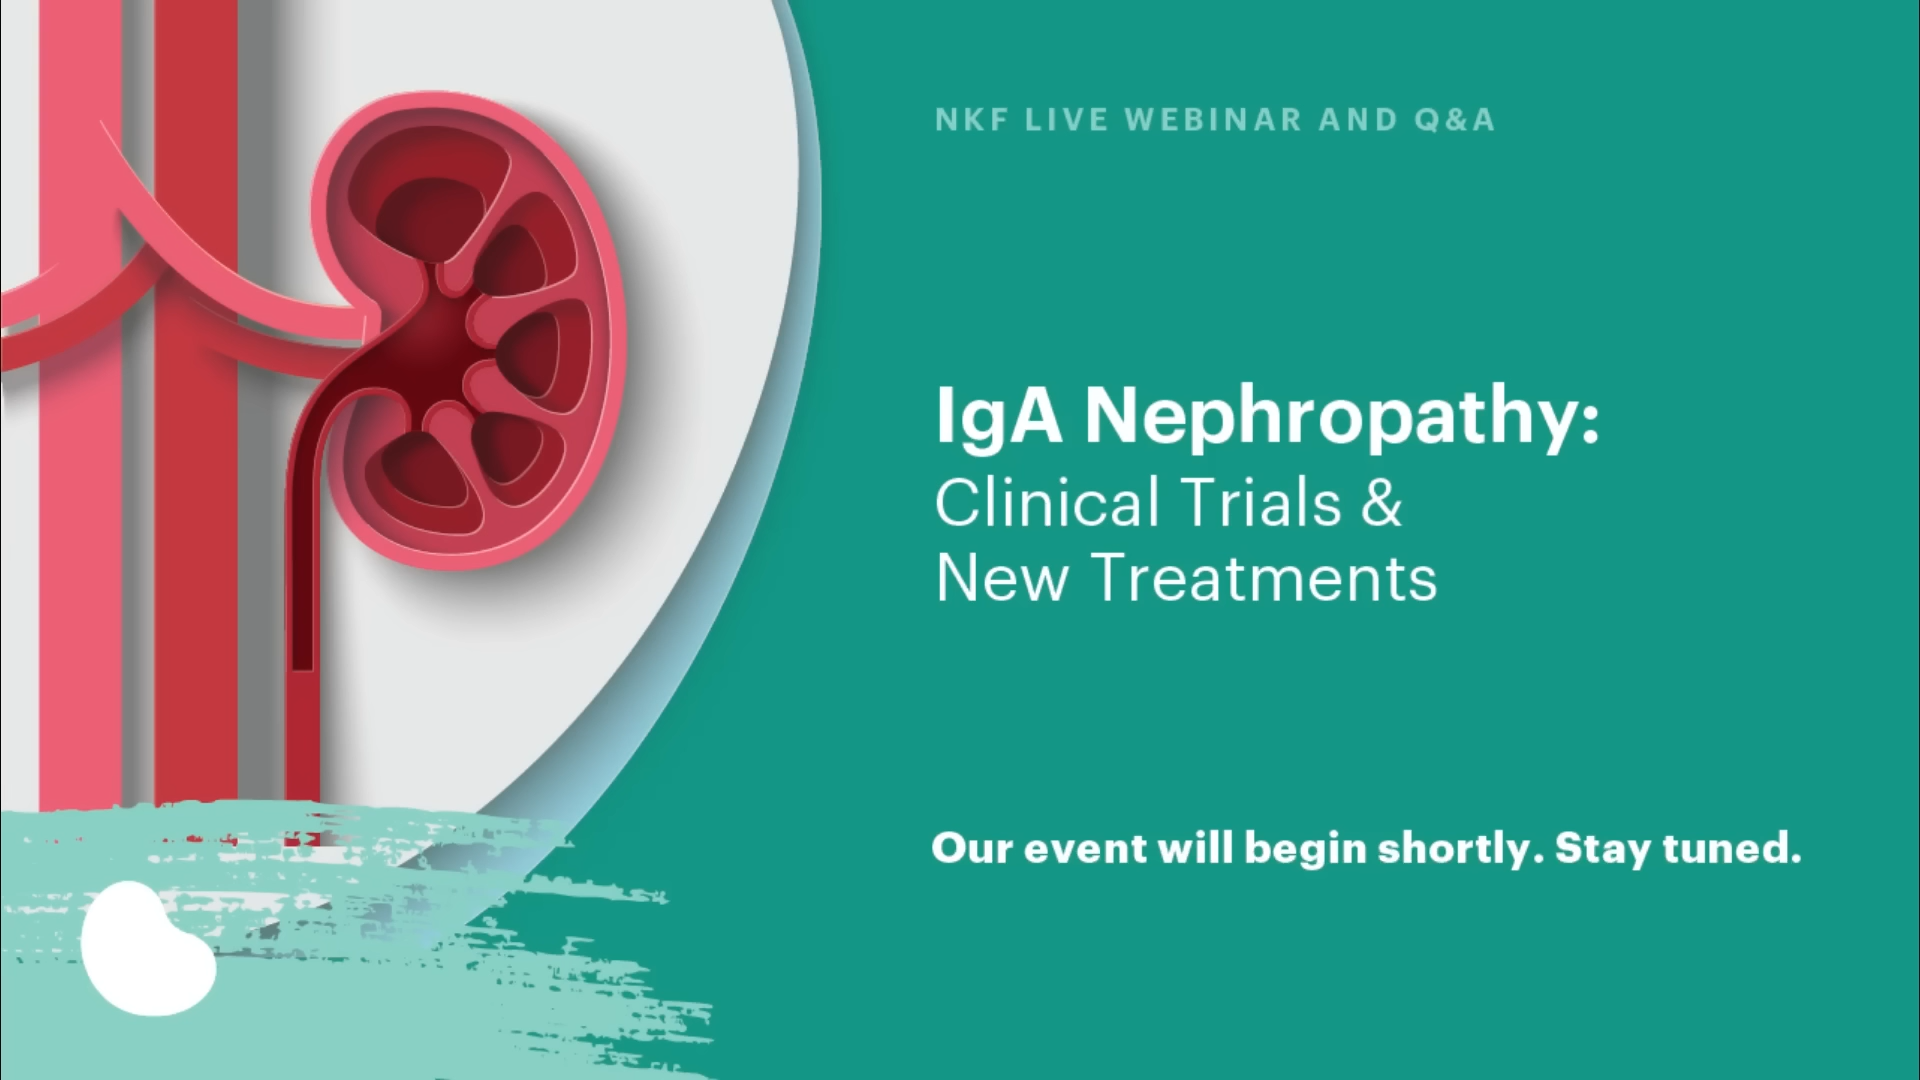 NKF LIVE WEBINAR AND Q&A
IgA Nephropathy:
Clinical Trials &
New Treatments
Our event will begin shortly. Stay tuned.